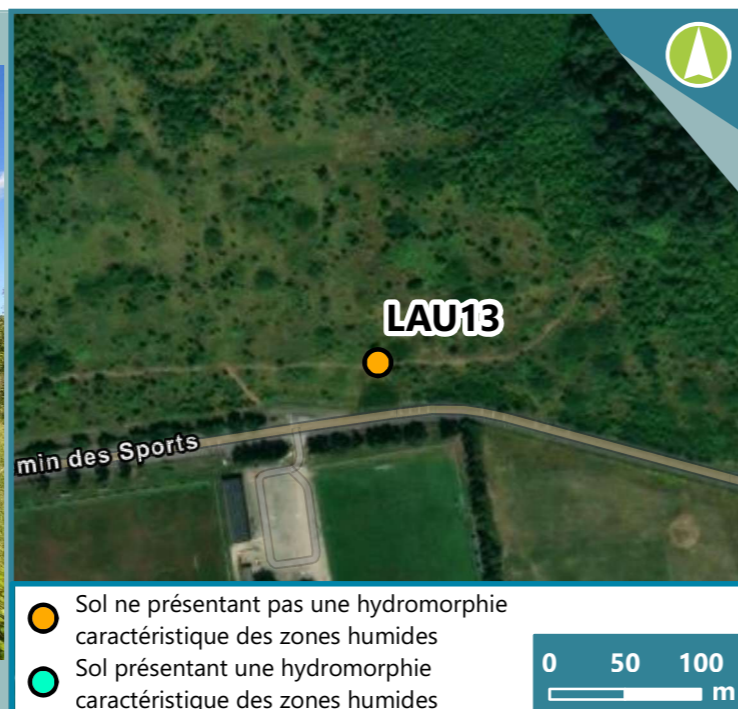 LAU13
min des Sports
Sol ne présentant pas une hydromorphie
caractéristique des zones humides
Sol présentant une hydromorphie
caractéristique des zones humides
0 50 100
m